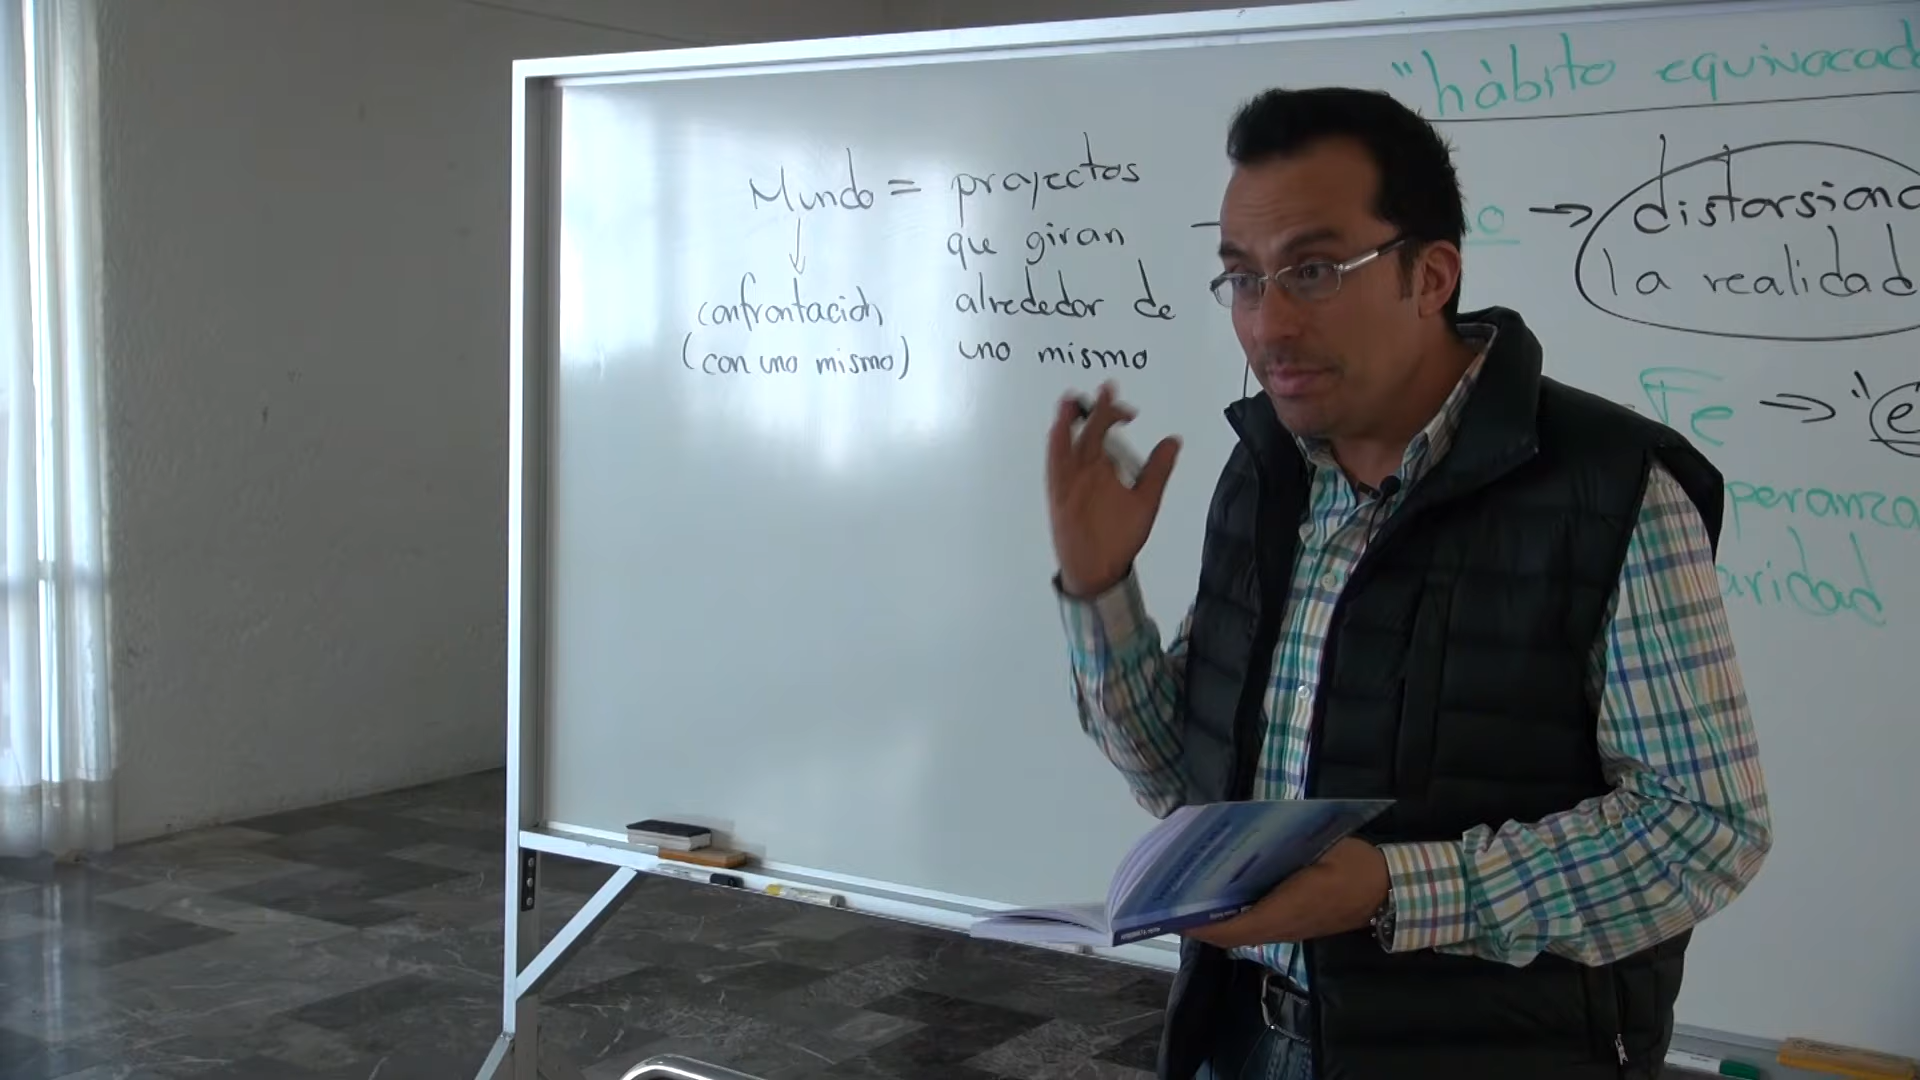 "hábito equivocado
Mundo = proyectos
que giran
alrededor de
uno mismo
confrontación
(con uno mismo)
distorsiona
la realidad
Fe → "e
peranza
aridad